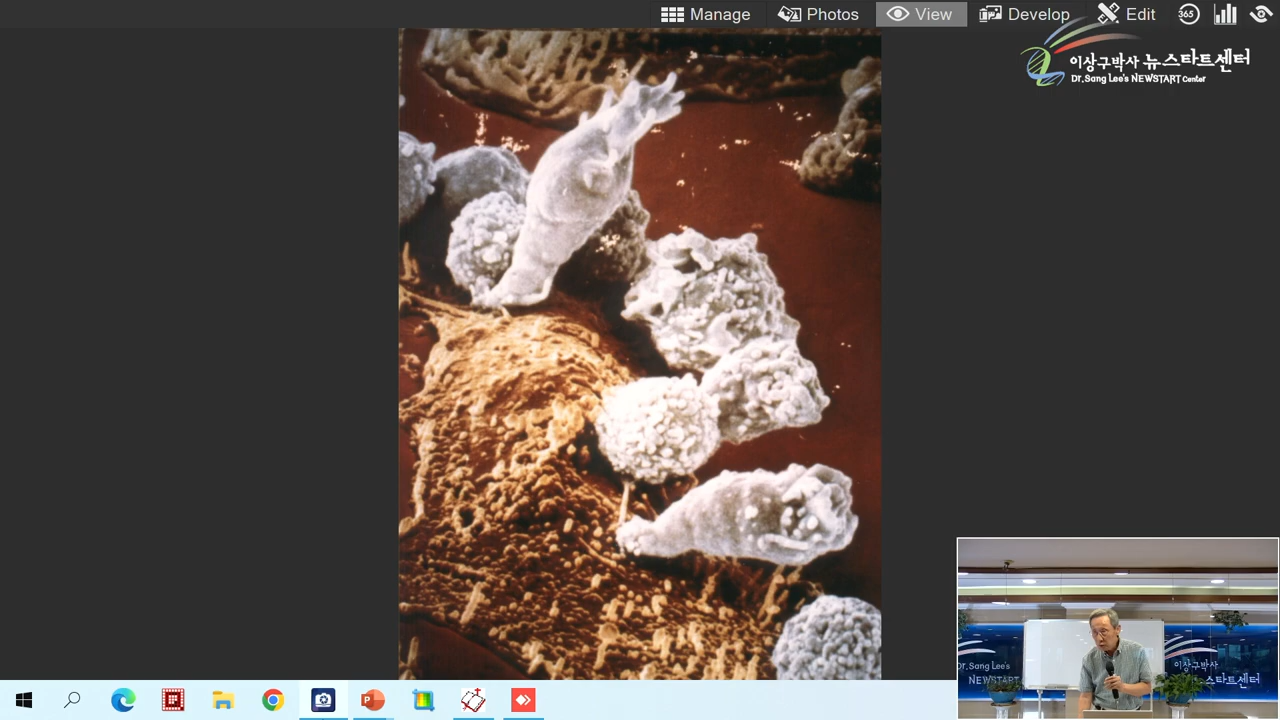 Manage
Photos
View
Develop
Edit
365
이상구박사 뉴스타트센터
Dr.Sang Lee's NEWSTART Center
Dr.Sang Lee's
NEWSTART
이상구박사
뉴스타트센터